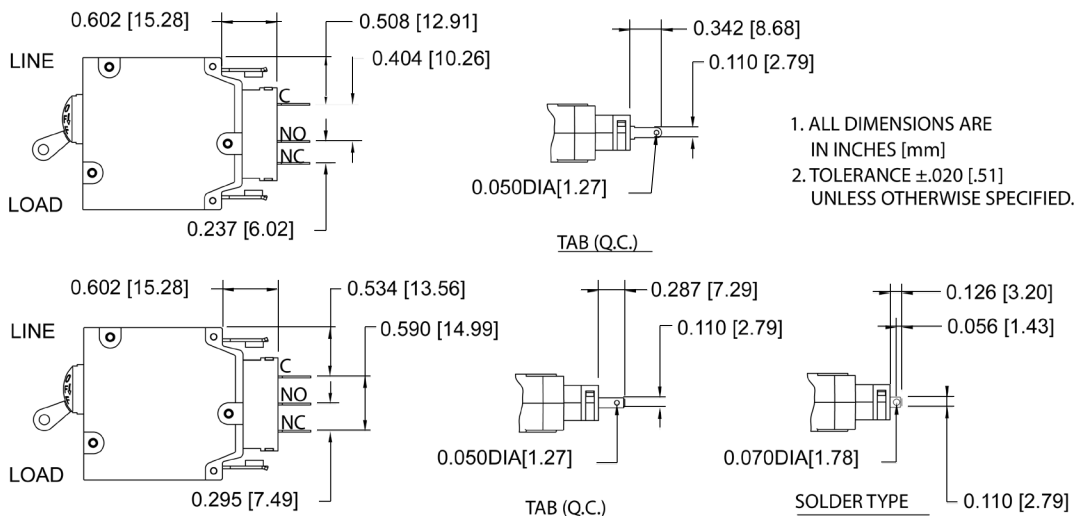 0.602 [15.28]
0.508 [12.91]
0.404 [10.26]
LINE
C
NO
NC
LOAD
0.237 [6.02]
0.342 [8.68]
0.110 [2.79]
0.050DIA[1.27]
TAB (Q.C.)
1. ALL DIMENSIONS ARE
IN INCHES [mm]
2. TOLERANCE ±.020 [.51]
UNLESS OTHERWISE SPECIFIED.
0.602 [15.28]
0.534 [13.56]
0.590 [14.99]
LINE
C
NO
NC
LOAD
0.295 [7.49]
0.287 [7.29]
0.110 [2.79]
0.050DIA[1.27]
TAB (Q.C.)
0.126 [3.20]
0.056 [1.43]
0.070DIA[1.78]
0.110 [2.79]
SOLDER TYPE